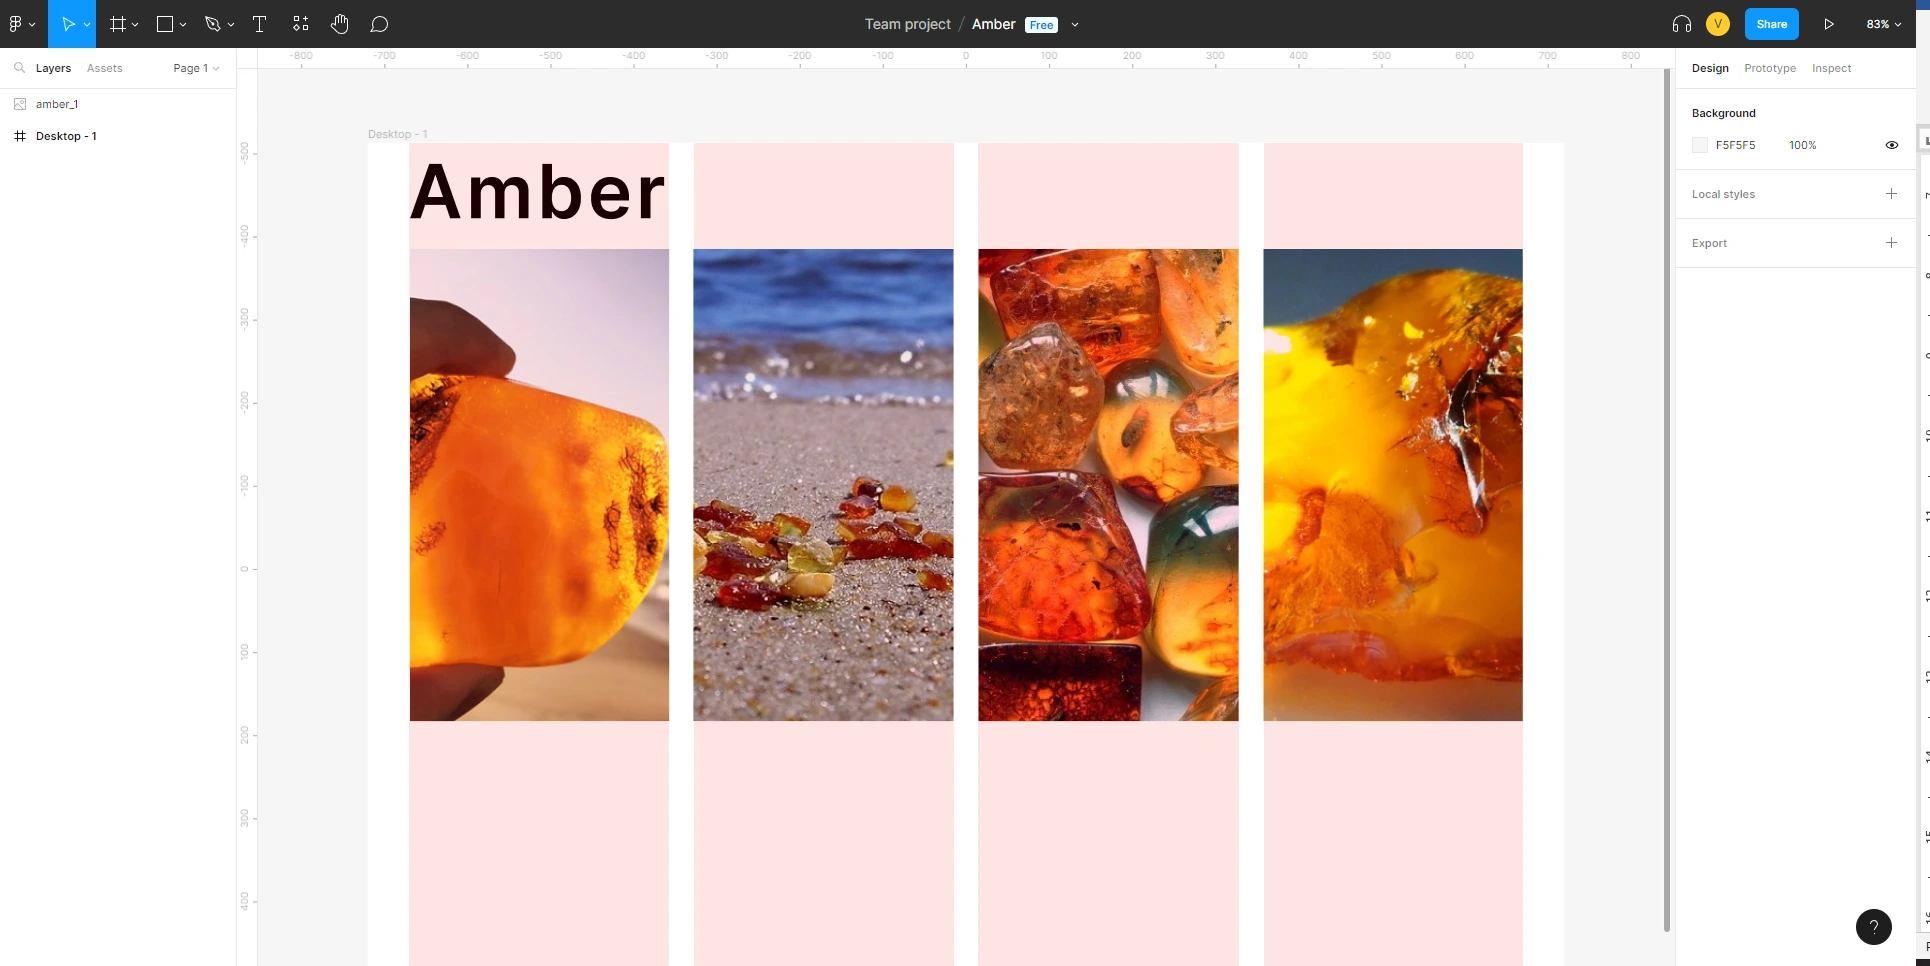 Team project / Amber Free
V
Share
83%
Layers
Assets
Page 1
amber_1
Desktop - 1
-800 -700 -600 -500 -400 -300 -200 -100 0 100 200 300 400 500 600 700 800
-500
-400
-300
-200
-100
0
100
200
300
400
Desktop - 1
Amber
Design
Prototype
Inspect
Background
F5F5F5
100%
Local styles
Export
?